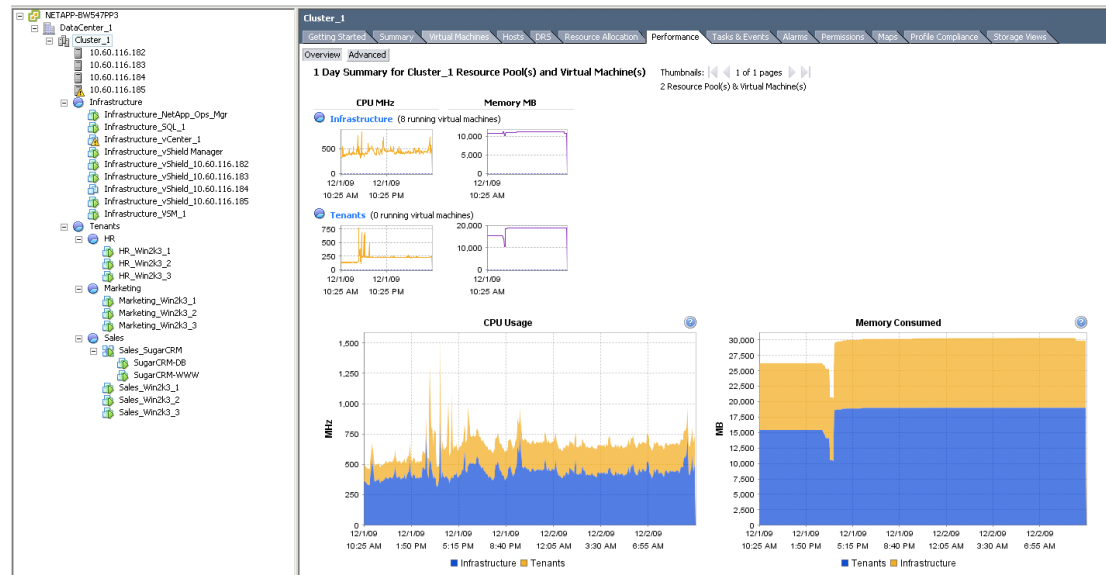 NETAPP-BW547PP3
DataCenter_1
Cluster_1
10.60.116.182
10.60.116.183
10.60.116.184
10.60.116.185
Infrastructure
Infrastructure_NetApp_Ops_Mgr
Infrastructure_SQL_1
Infrastructure_vCenter_1
Infrastructure_vShield Manager
Infrastructure_vShield_10.60.116.182
Infrastructure_vShield_10.60.116.183
Infrastructure_vShield_10.60.116.184
Infrastructure_vShield_10.60.116.185
Infrastructure_VSM_1
Tenants
HR
HR_Win2k3_1
HR_Win2k3_2
HR_Win2k3_3
Marketing
Marketing_Win2k3_1
Marketing_Win2k3_2
Marketing_Win2k3_3
Sales
Sales_SugarCRM
SugarCRM-DB
SugarCRM-WWW
Sales_Win2k3_1
Sales_Win2k3_2
Sales_Win2k3_3
Cluster_1
Getting Started Summary Virtual Machines Hosts DRS Resource Allocation Performance Tasks & Events Alarms Permissions Maps Profile Compliance Storage Views
Overview Advanced
1 Day Summary for Cluster_1 Resource Pool(s) and Virtual Machine(s) Thumbnails: 1 of 1 pages
2 Resource Pool(s) & Virtual Machine(s)
CPU MHz Memory MB
Infrastructure (8 running virtual machines)
500
0
12/1/09 12/1/09
10:25 AM 10:25 PM
10,000
5,000
0
12/1/09
10:25 AM
Tenants (0 running virtual machines)
750
500
250
0
12/1/09 12/1/09
10:25 AM 10:25 PM
20,000
10,000
0
12/1/09
10:25 AM
CPU Usage
MHz
1,500
1,250
1,000
750
500
250
0
12/1/09 12/1/09 12/1/09 12/1/09 12/2/09 12/2/09 12/2/09
10:25 AM 1:50 PM 5:15 PM 8:40 PM 12:05 AM 3:30 AM 6:55 AM
Infrastructure Tenants
Memory Consumed
MB
30,000
27,500
25,000
22,500
20,000
17,500
15,000
12,500
10,000
7,500
5,000
2,500
0
12/1/09 12/1/09 12/1/09 12/1/09 12/2/09 12/2/09 12/2/09
10:25 AM 1:50 PM 5:15 PM 8:40 PM 12:05 AM 3:30 AM 6:55 AM
Tenants Infrastructure